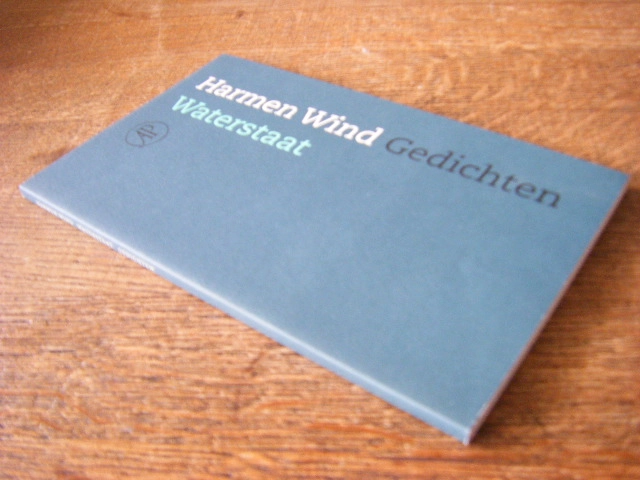 Harmen Wind Gedichten
Waterstaat